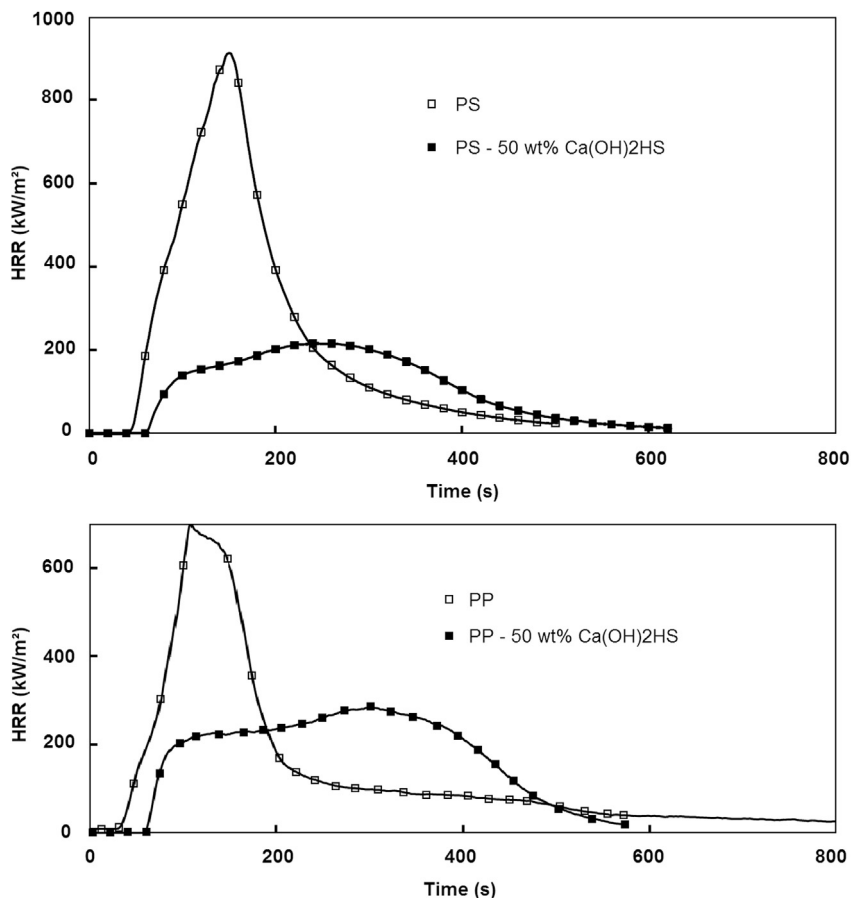 1000
800
600
400
200
0
HRR (kW/m²)
PS
PS - 50 wt% Ca(OH)2HS
0 200 400 600 800
Time (s)
600
400
200
0
HRR (kW/m²)
PP
PP - 50 wt% Ca(OH)2HS
0 200 400 600 800
Time (s)